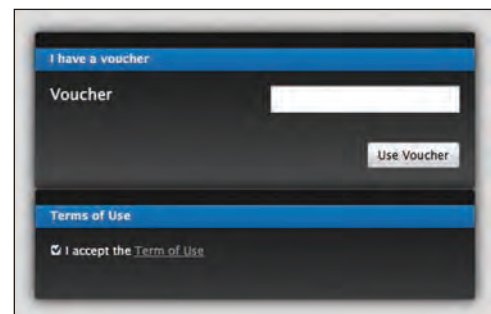 I have a voucher
Voucher
Use Voucher
Terms of Use
I accept the Term of Use